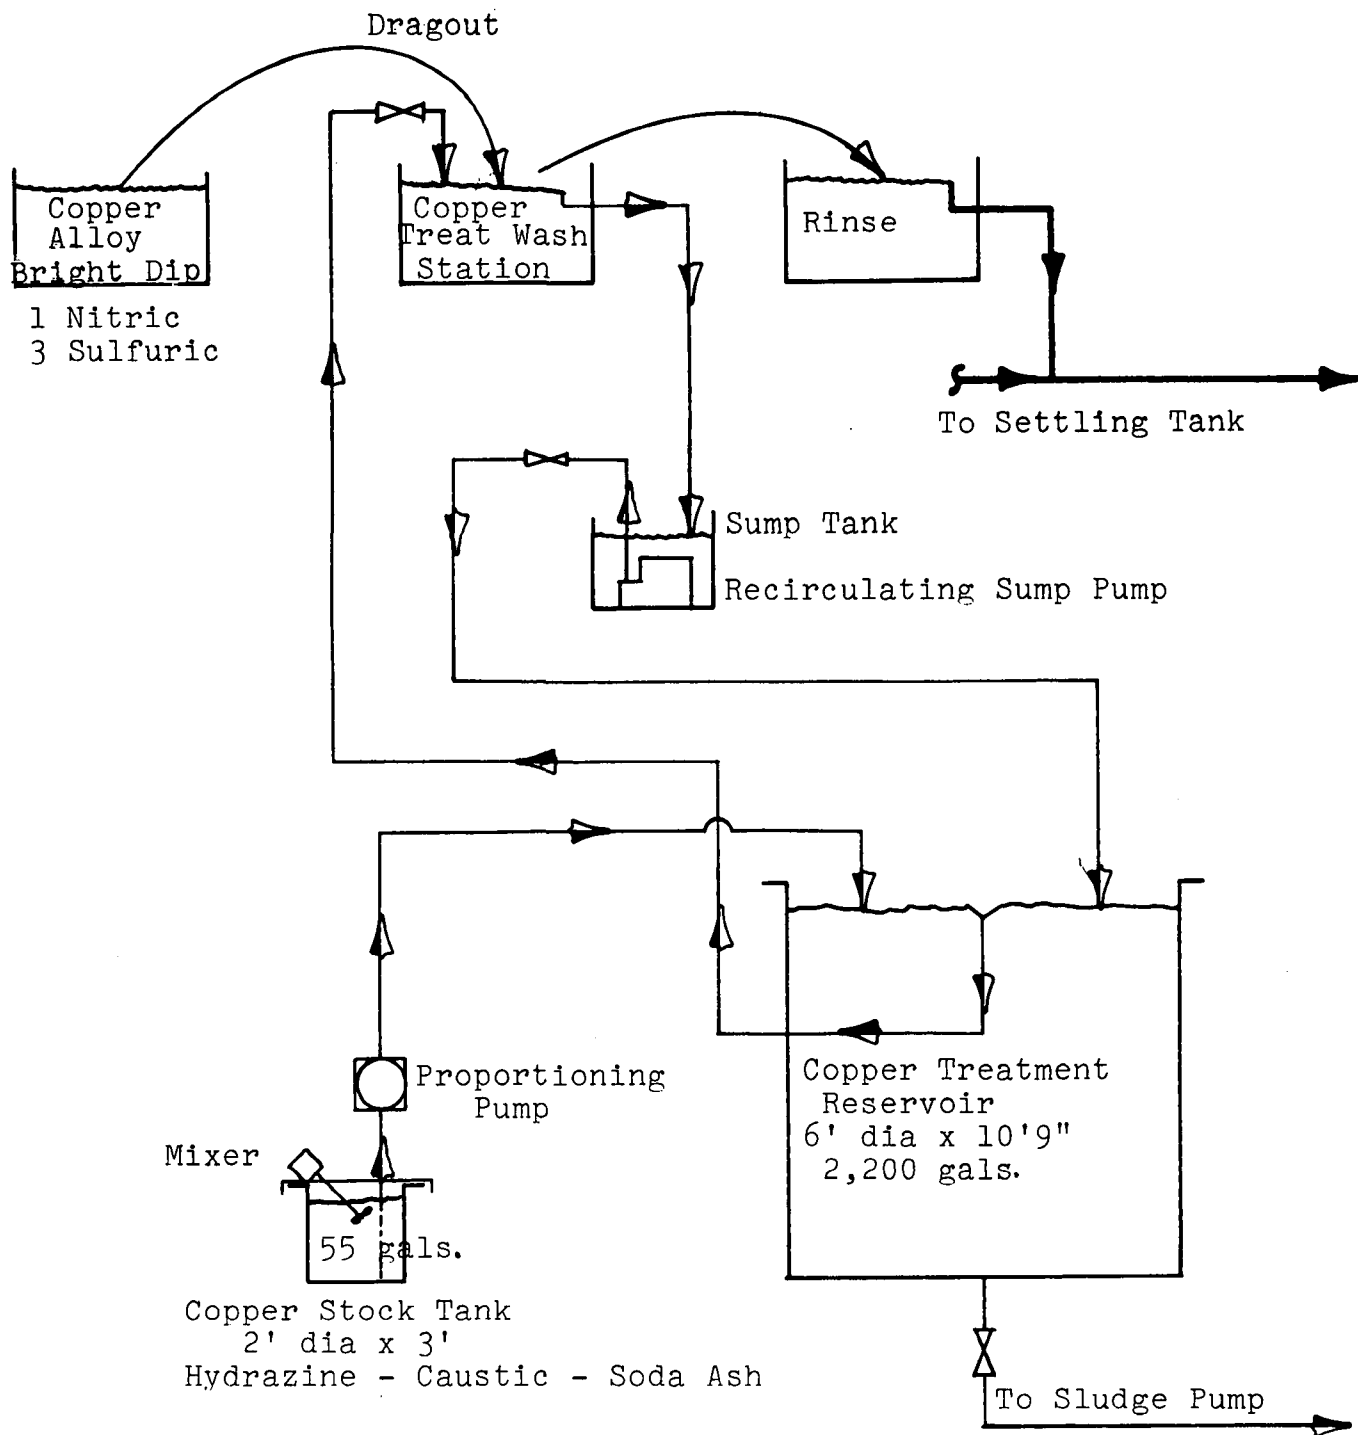 Dragout
Copper
Alloy
Bright Dip
1 Nitric
3 Sulfuric
Copper
Treat Wash
Station
Rinse
To Settling Tank
Sump Tank
Recirculating Sump Pump
Proportioning
Pump
Mixer
55 gals.
Copper Stock Tank
2' dia x 3'
Hydrazine - Caustic - Soda Ash
Copper Treatment
Reservoir
6' dia x 10'9"
2,200 gals.
To Sludge Pump